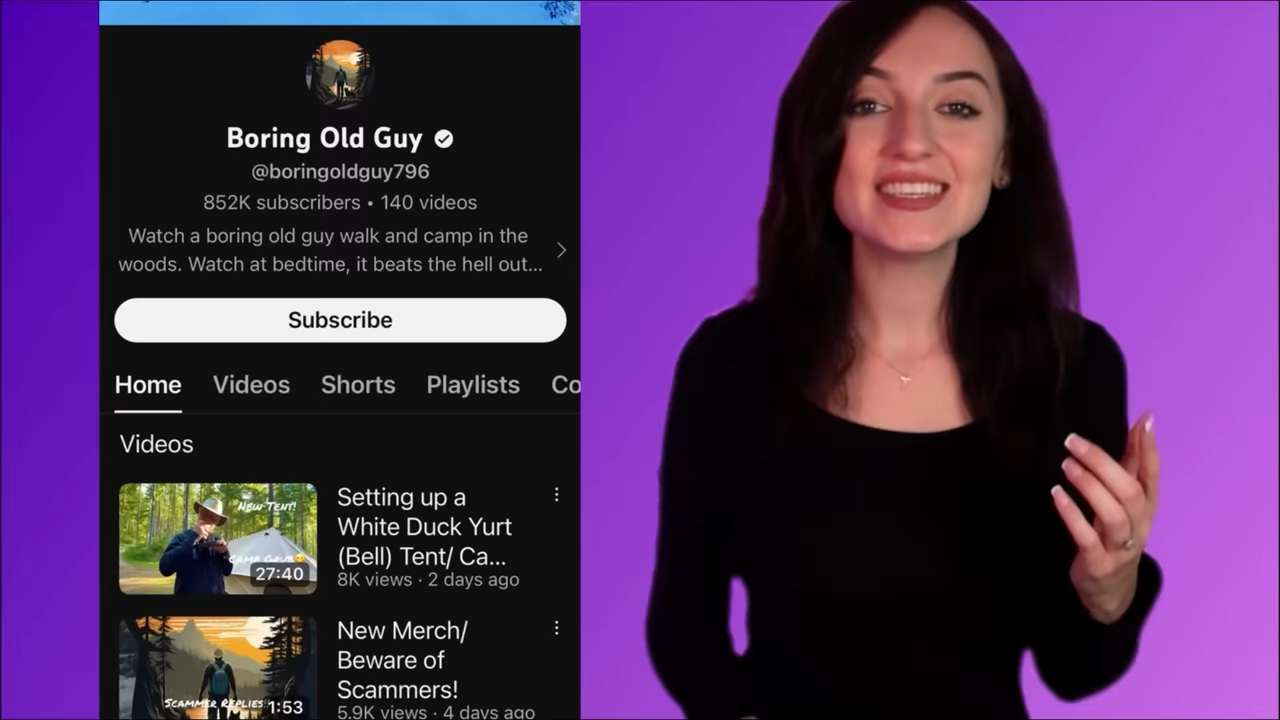 Boring Old Guy
@boringoldguy796
852K subscribers • 140 videos
Watch a boring old guy walk and camp in the
woods. Watch at bedtime, it beats the hell out...
Subscribe
Home Videos Shorts Playlists Co
Videos
NEW TENT!
CAMP GRUB
27:40
Setting up a
White Duck Yurt
(Bell) Tent/ Ca...
8K views · 2 days ago
SCAMMER REPLIES!
1:53
New Merch/
Beware of
Scammers!
5.9K views · 4 days ago